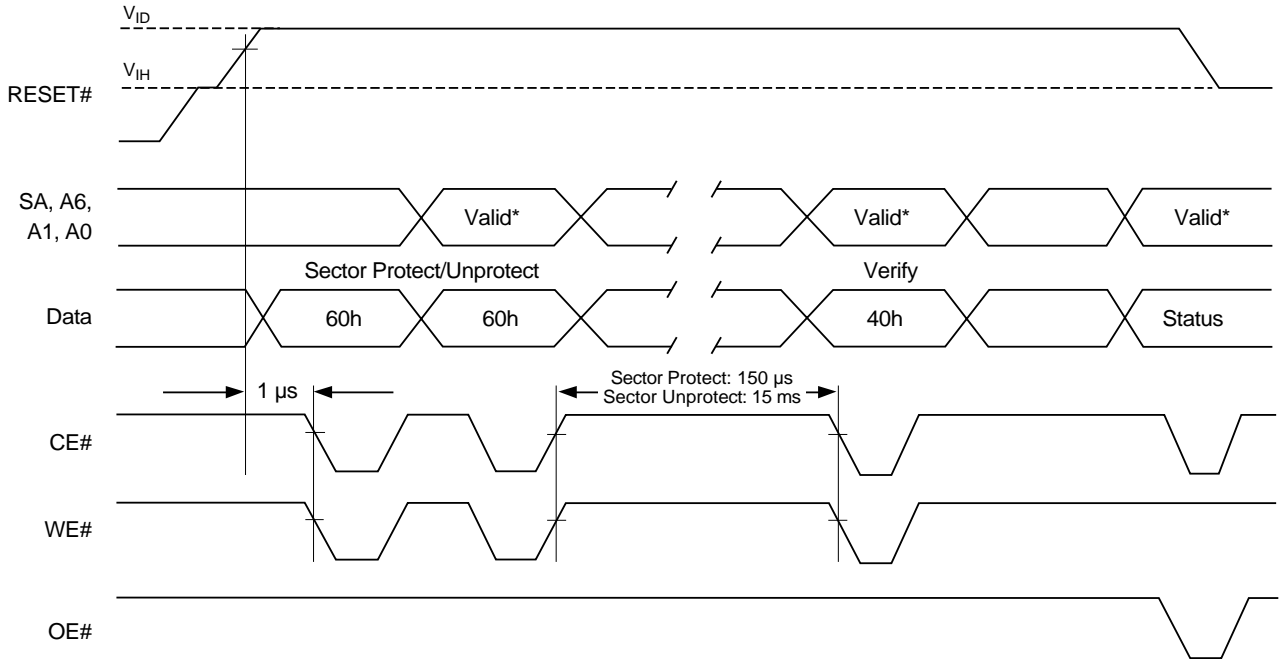 VID
VIH
RESET#
SA, A6,
A1, A0
Valid* Valid* Valid*
Sector Protect/Unprotect Verify
Data 60h 60h 40h Status
1 µs
Sector Protect: 150 µs
Sector Unprotect: 15 ms
CE#
WE#
OE#